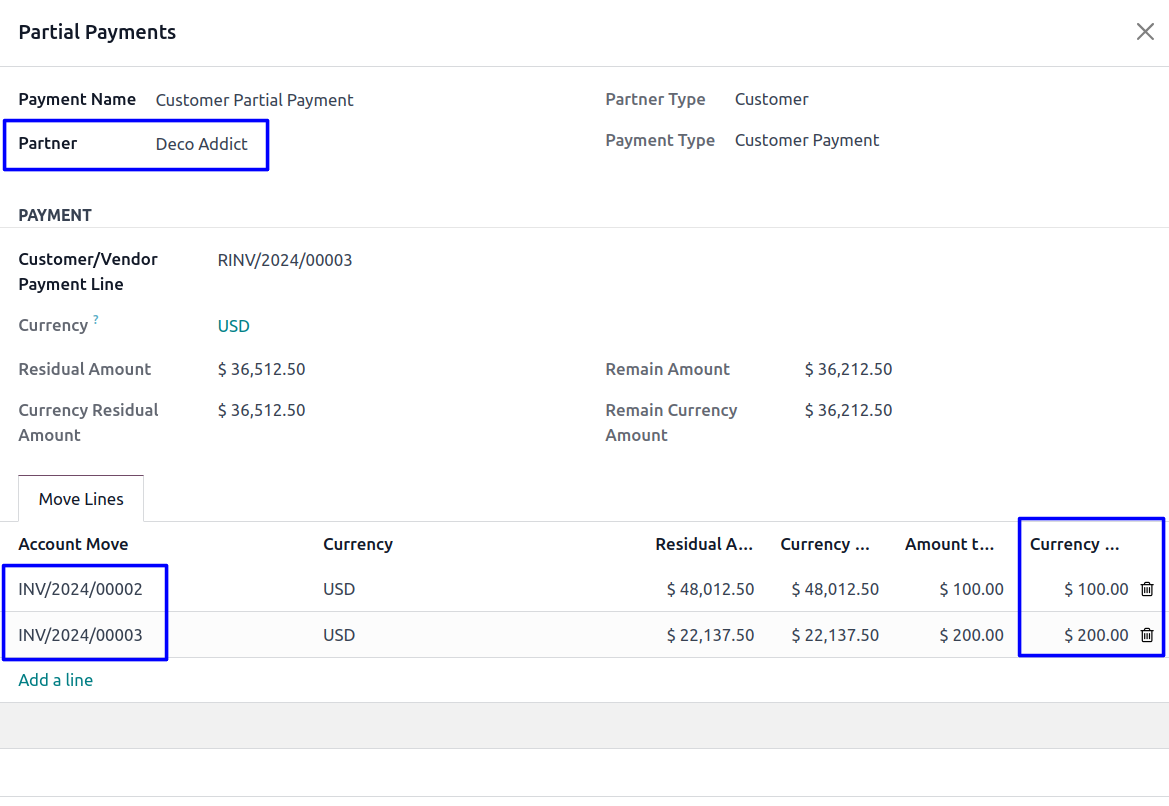 Partial Payments
Payment Name Customer Partial Payment Partner Type Customer
Partner Deco Addict Payment Type Customer Payment
PAYMENT
Customer/Vendor Payment Line RINV/2024/00003
Currency ? USD
Residual Amount $ 36,512.50 Remain Amount $ 36,212.50
Currency Residual Amount $ 36,512.50 Remain Currency Amount $ 36,212.50
Move Lines
Account Move Currency Residual A... Currency ... Amount t... Currency ...
INV/2024/00002 USD $ 48,012.50 $ 48,012.50 $ 100.00 $ 100.00
INV/2024/00003 USD $ 22,137.50 $ 22,137.50 $ 200.00 $ 200.00
Add a line